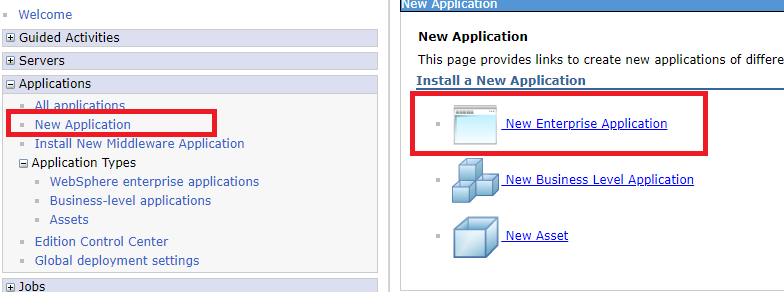 Welcome
Guided Activities
Servers
Applications
All applications
New Application
Install New Middleware Application
Application Types
WebSphere enterprise applications
Business-level applications
Assets
Edition Control Center
Global deployment settings
Jobs
New Application
New Application
This page provides links to create new applications of differe
Install a New Application
New Enterprise Application
New Business Level Application
New Asset